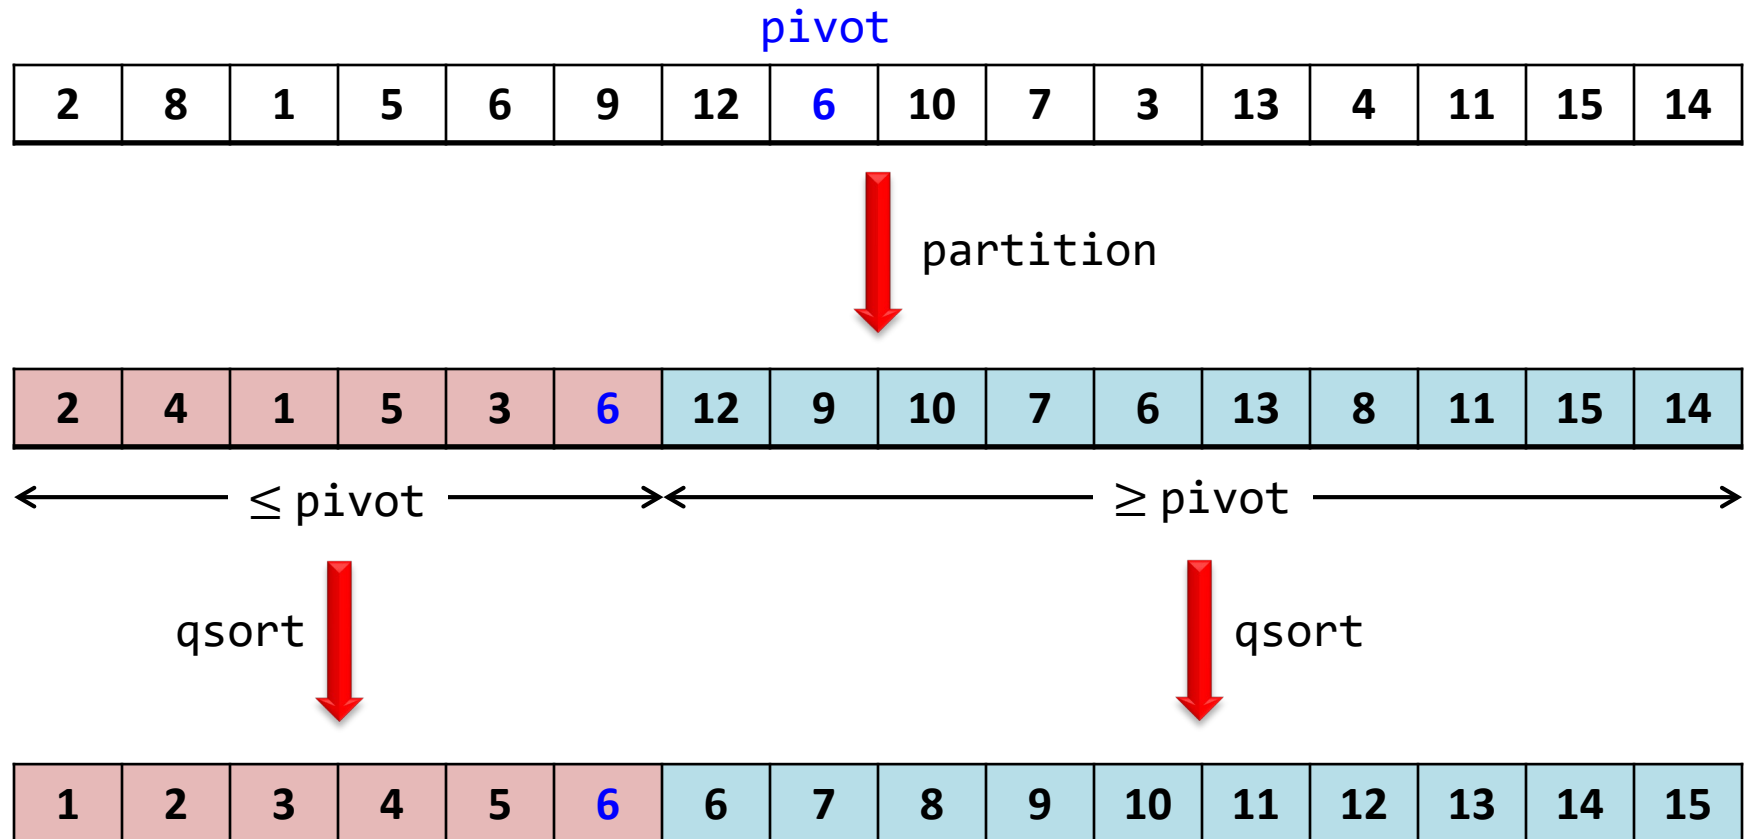 pivot
2 8 1 5 6 9 12 6 10 7 3 13 4 11 15 14
partition
2 4 1 5 3 6 12 9 10 7 6 13 8 11 15 14
≤ pivot ≥ pivot
qsort qsort
1 2 3 4 5 6 6 7 8 9 10 11 12 13 14 15